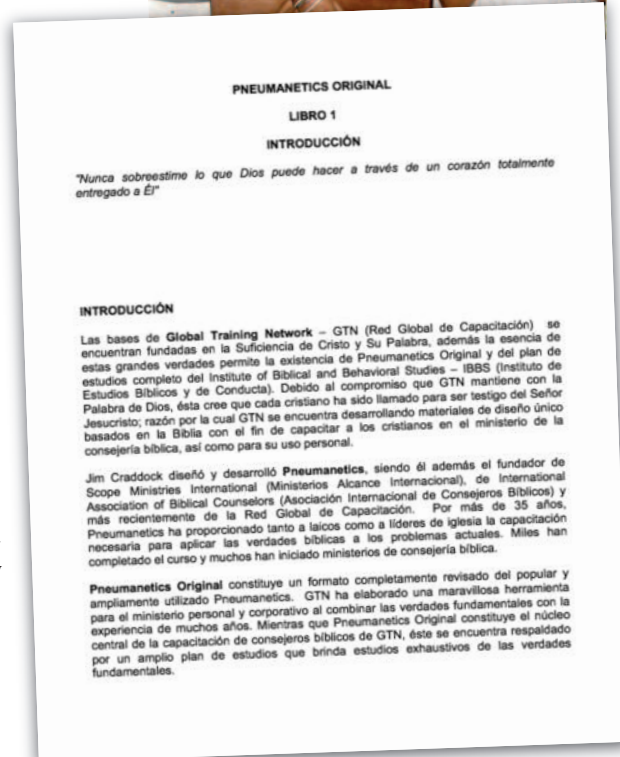 PNEUMANETICS ORIGINAL
LIBRO 1
INTRODUCCIÓN
"Nunca sobreestime lo que Dios puede hacer a través de un corazón totalmente
entregado a Él"
INTRODUCCIÓN
Las bases de Global Training Network – GTN (Red Global de Capacitación) se
encuentran fundadas en la Suficiencia de Cristo y Su Palabra, además la esencia de
estas grandes verdades permite la existencia de Pneumanetics Original y del plan de
estudios completo del Institute of Biblical and Behavioral Studies – IBBS (Instituto de
Estudios Bíblicos y de Conducta). Debido al compromiso que GTN mantiene con la
Palabra de Dios, ésta cree que cada cristiano ha sido llamado para ser testigo del Señor
Jesucristo; razón por la cual GTN se encuentra desarrollando materiales de diseño único
basados en la Biblia con el fin de capacitar a los cristianos en el ministerio de la
consejería bíblica, así como para su uso personal.
Jim Craddock diseñó y desarrolló Pneumanetics, siendo él además el fundador de
Scope Ministries International (Ministerios Alcance Internacional), de International
Association of Biblical Counselors (Asociación Internacional de Consejeros Bíblicos) y
más recientemente de la Red Global de Capacitación. Por más de 35 años,
Pneumanetics ha proporcionado tanto a laicos como a líderes de iglesia la capacitación
necesaria para aplicar las verdades bíblicas a los problemas actuales. Miles han
completado el curso y muchos han iniciado ministerios de consejería bíblica.
Pneumanetics Original constituye un formato completamente revisado del popular y
ampliamente utilizado Pneumanetics. GTN ha elaborado una maravillosa herramienta
para el ministerio personal y corporativo al combinar las verdades fundamentales con la
experiencia de muchos años. Mientras que Pneumanetics Original constituye el núcleo
central de la capacitación de consejeros bíblicos de GTN, éste se encuentra respaldado
por un amplio plan de estudios que brinda estudios exhaustivos de las verdades
fundamentales.